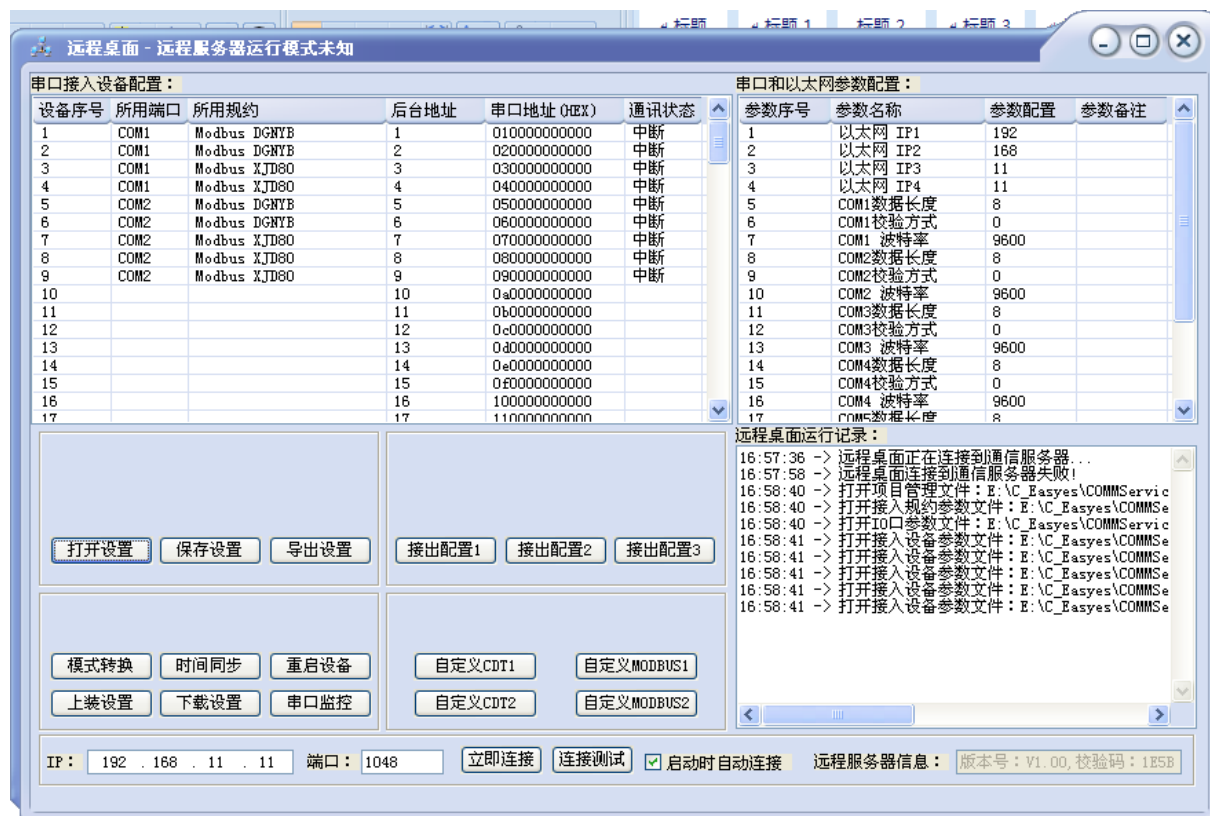 标题 标题 1 标题 2 标题 3
远程桌面 - 远程服务器运行模式未知
串口接入设备配置：
设备序号 所用端口 所用规约 后台地址 串口地址(HEX) 通讯状态
1 COM1 Modbus DGNYB 1 010000000000 中断
2 COM1 Modbus DGNYB 2 020000000000 中断
3 COM1 Modbus XJD80 3 030000000000 中断
4 COM1 Modbus XJD80 4 040000000000 中断
5 COM2 Modbus DGNYB 5 050000000000 中断
6 COM2 Modbus DGNYB 6 060000000000 中断
7 COM2 Modbus XJD80 7 070000000000 中断
8 COM2 Modbus XJD80 8 080000000000 中断
9 COM2 Modbus XJD80 9 090000000000 中断
10 10 0a0000000000
11 11 0b0000000000
12 12 0c0000000000
13 13 0d0000000000
14 14 0e0000000000
15 15 0f0000000000
16 16 100000000000
17 17 110000000000
串口和以太网参数配置：
参数序号 参数名称 参数配置 参数备注
1 以太网 IP1 192
2 以太网 IP2 168
3 以太网 IP3 11
4 以太网 IP4 11
5 COM1数据长度 8
6 COM1校验方式 0
7 COM1 波特率 9600
8 COM2数据长度 8
9 COM2校验方式 0
10 COM2 波特率 9600
11 COM3数据长度 8
12 COM3校验方式 0
13 COM3 波特率 9600
14 COM4数据长度 8
15 COM4校验方式 0
16 COM4 波特率 9600
17 COM5数据长度 8
打开设置 保存设置 导出设置
接出配置1 接出配置2 接出配置3
模式转换 时间同步 重启设备
上装设置 下载设置 串口监控
自定义CDT1 自定义MODBUS1
自定义CDT2 自定义MODBUS2
远程桌面运行记录：
16:57:36 -> 远程桌面正在连接到通信服务器...
16:57:58 -> 远程桌面连接到通信服务器失败!
16:58:40 -> 打开项目管理文件：E:\C_Easyes\COMMServic
16:58:40 -> 打开接入规约参数文件：E:\C_Easyes\COMMSe
16:58:40 -> 打开IO口参数文件：E:\C_Easyes\COMMServic
16:58:41 -> 打开接入设备参数文件：E:\C_Easyes\COMMSe
16:58:41 -> 打开接入设备参数文件：E:\C_Easyes\COMMSe
16:58:41 -> 打开接入设备参数文件：E:\C_Easyes\COMMSe
16:58:41 -> 打开接入设备参数文件：E:\C_Easyes\COMMSe
16:58:41 -> 打开接入设备参数文件：E:\C_Easyes\COMMSe
IP： 192 . 168 . 11 . 11 端口： 1048 立即连接 连接测试 启动时自动连接 远程服务器信息： 版本号：V1.00,校验码：1E5B